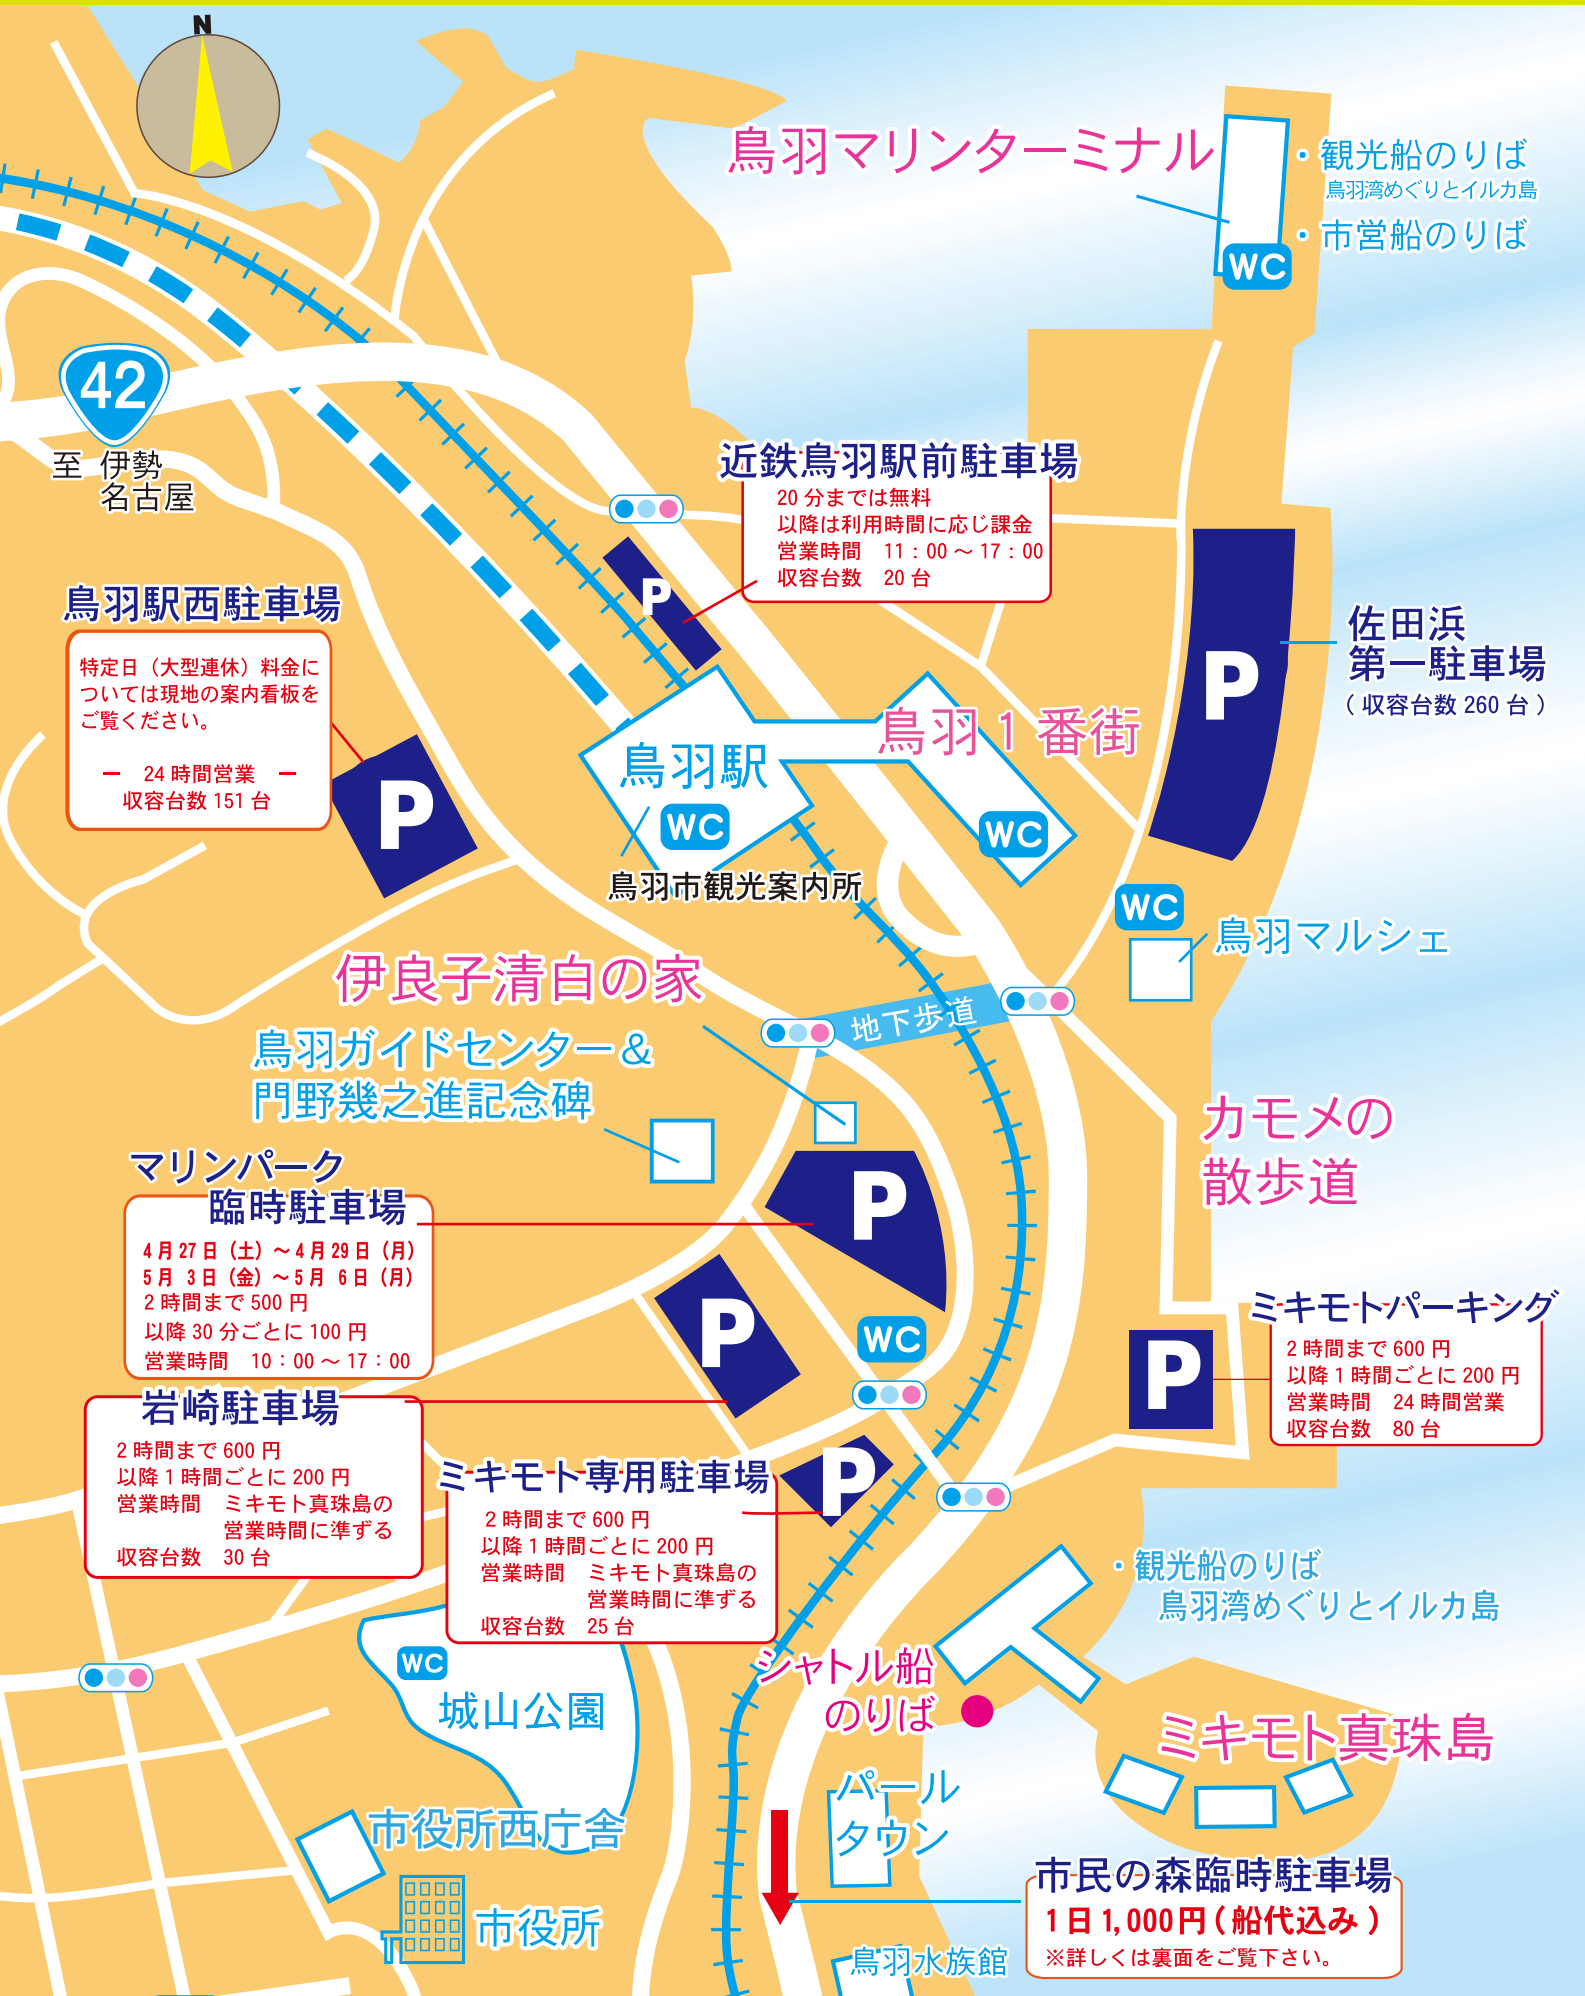 N
鳥羽マリンターミナル
・観光船のりば
鳥羽湾めぐりとイルカ島
・市営船のりば
WC
42
至 伊勢
名古屋
近鉄鳥羽駅前駐車場
20分までは無料
以降は利用時間に応じ課金
営業時間 11:00～17:00
収容台数 20台
P
鳥羽駅西駐車場
特定日（大型連休）料金に
ついては現地の案内看板を
ご覧ください。
ー 24時間営業 ー
収容台数151台
P
佐田浜
第一駐車場
（収容台数260台）
P
鳥羽1番街
WC
鳥羽駅
WC
鳥羽市観光案内所
WC
鳥羽マルシェ
伊良子清白の家
地下歩道
鳥羽ガイドセンター＆
門野幾之進記念碑
カモメの
散歩道
マリンパーク
臨時駐車場
4月27日（土）～4月29日（月）
5月 3日（金）～5月 6日（月）
2時間まで500円
以降30分ごとに100円
営業時間 10：00～17：00
P
P
WC
ミキモトパーキング
2時間まで600円
以降1時間ごとに200円
営業時間 24時間営業
収容台数 80台
P
岩崎駐車場
2時間まで600円
以降1時間ごとに200円
営業時間 ミキモト真珠島の
営業時間に準ずる
収容台数 30台
ミキモト専用駐車場
2時間まで600円
以降1時間ごとに200円
営業時間 ミキモト真珠島の
営業時間に準ずる
収容台数 25台
P
・観光船のりば
鳥羽湾めぐりとイルカ島
WC
城山公園
シャトル船
のりば
ミキモト真珠島
パール
タウン
市役所西庁舎
市役所
市民の森臨時駐車場
1日1,000円(船代込み)
※詳しくは裏面をご覧下さい。
鳥羽水族館